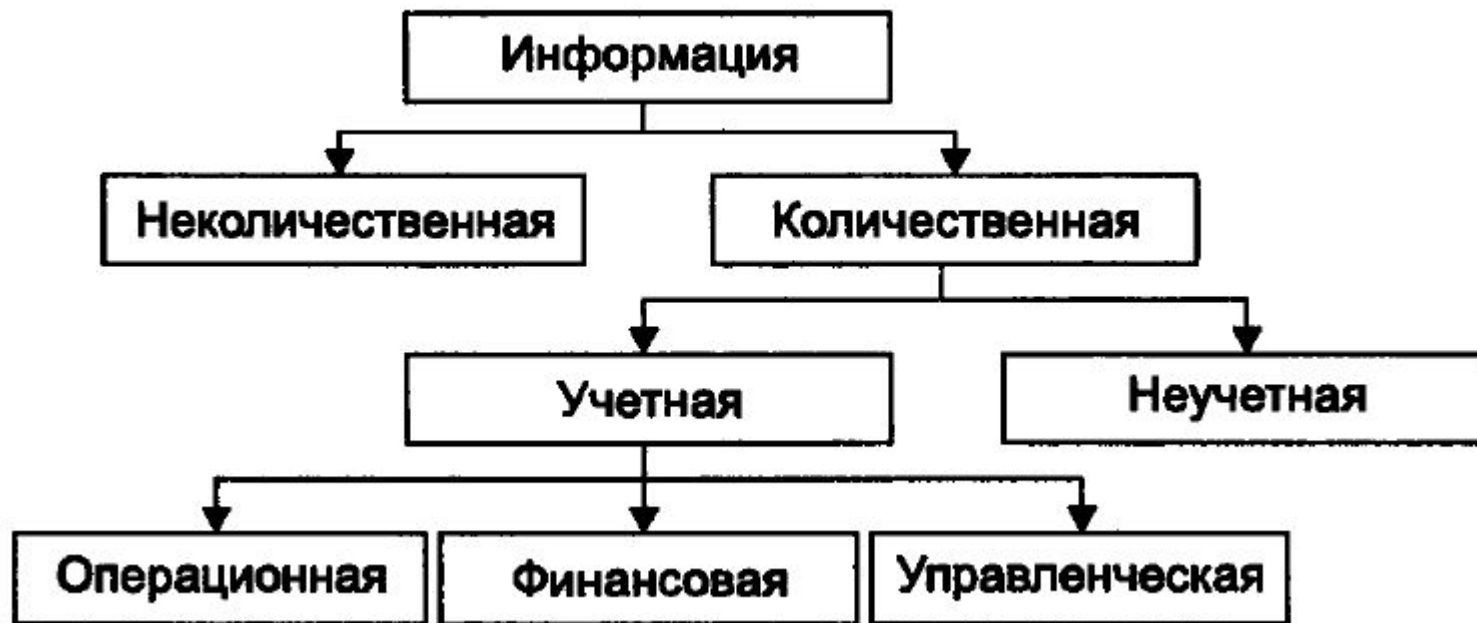 Информация
Неколичественная
Количественная
Учетная
Неучетная
Операционная
Финансовая
Управленческая